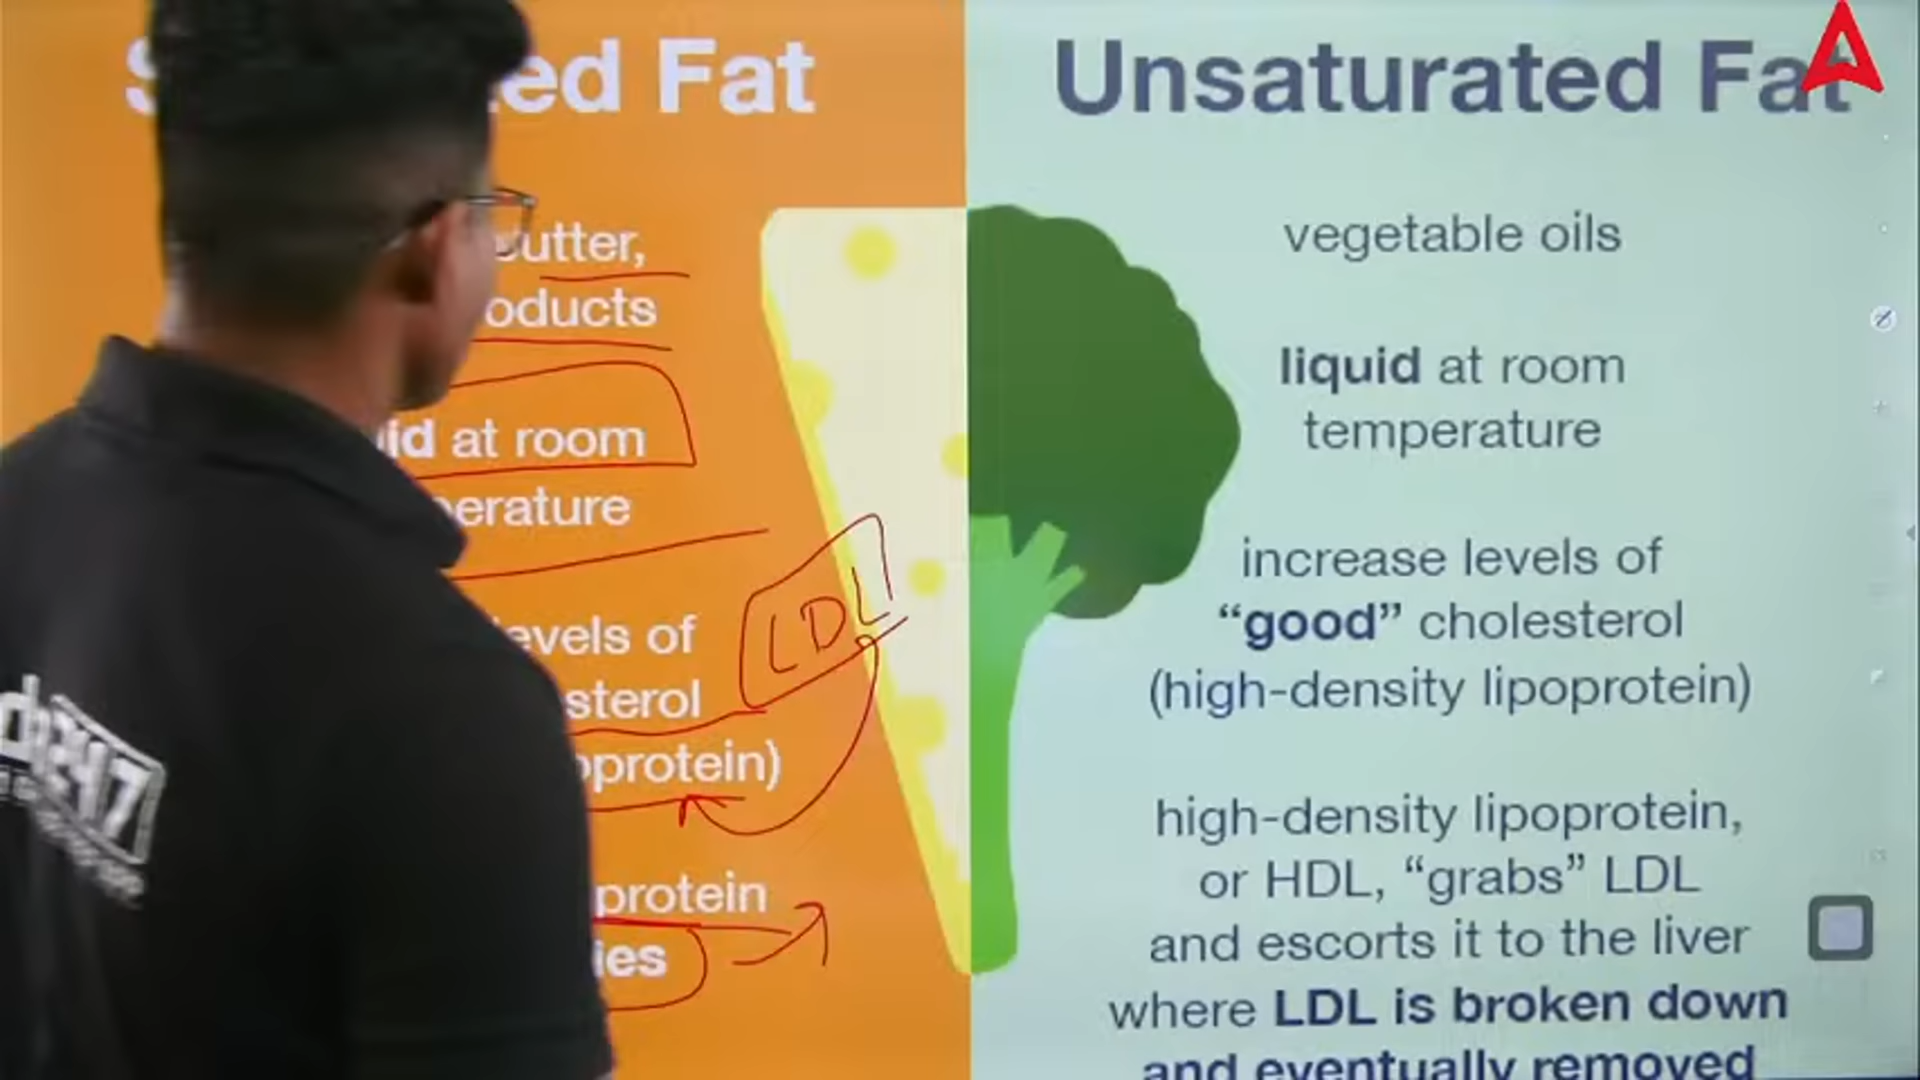 ed Fat
utter,
oducts
id at room
erature
evels of
sterol
protein)
protein
ies
LDL
Unsaturated Fat
vegetable oils
liquid at room
temperature
increase levels of
“good” cholesterol
(high-density lipoprotein)
high-density lipoprotein,
or HDL, “grabs” LDL
and escorts it to the liver
where LDL is broken down
and eventually removed